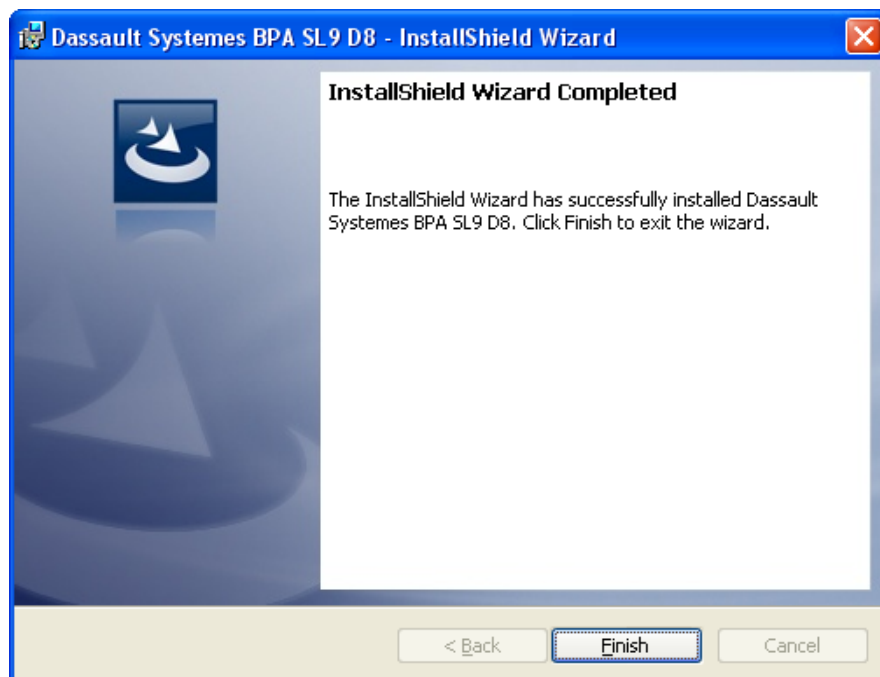 Dassault Systemes BPA SL9 D8 - InstallShield Wizard
InstallShield Wizard Completed
The InstallShield Wizard has successfully installed Dassault
Systemes BPA SL9 D8. Click Finish to exit the wizard.
< Back
Finish
Cancel